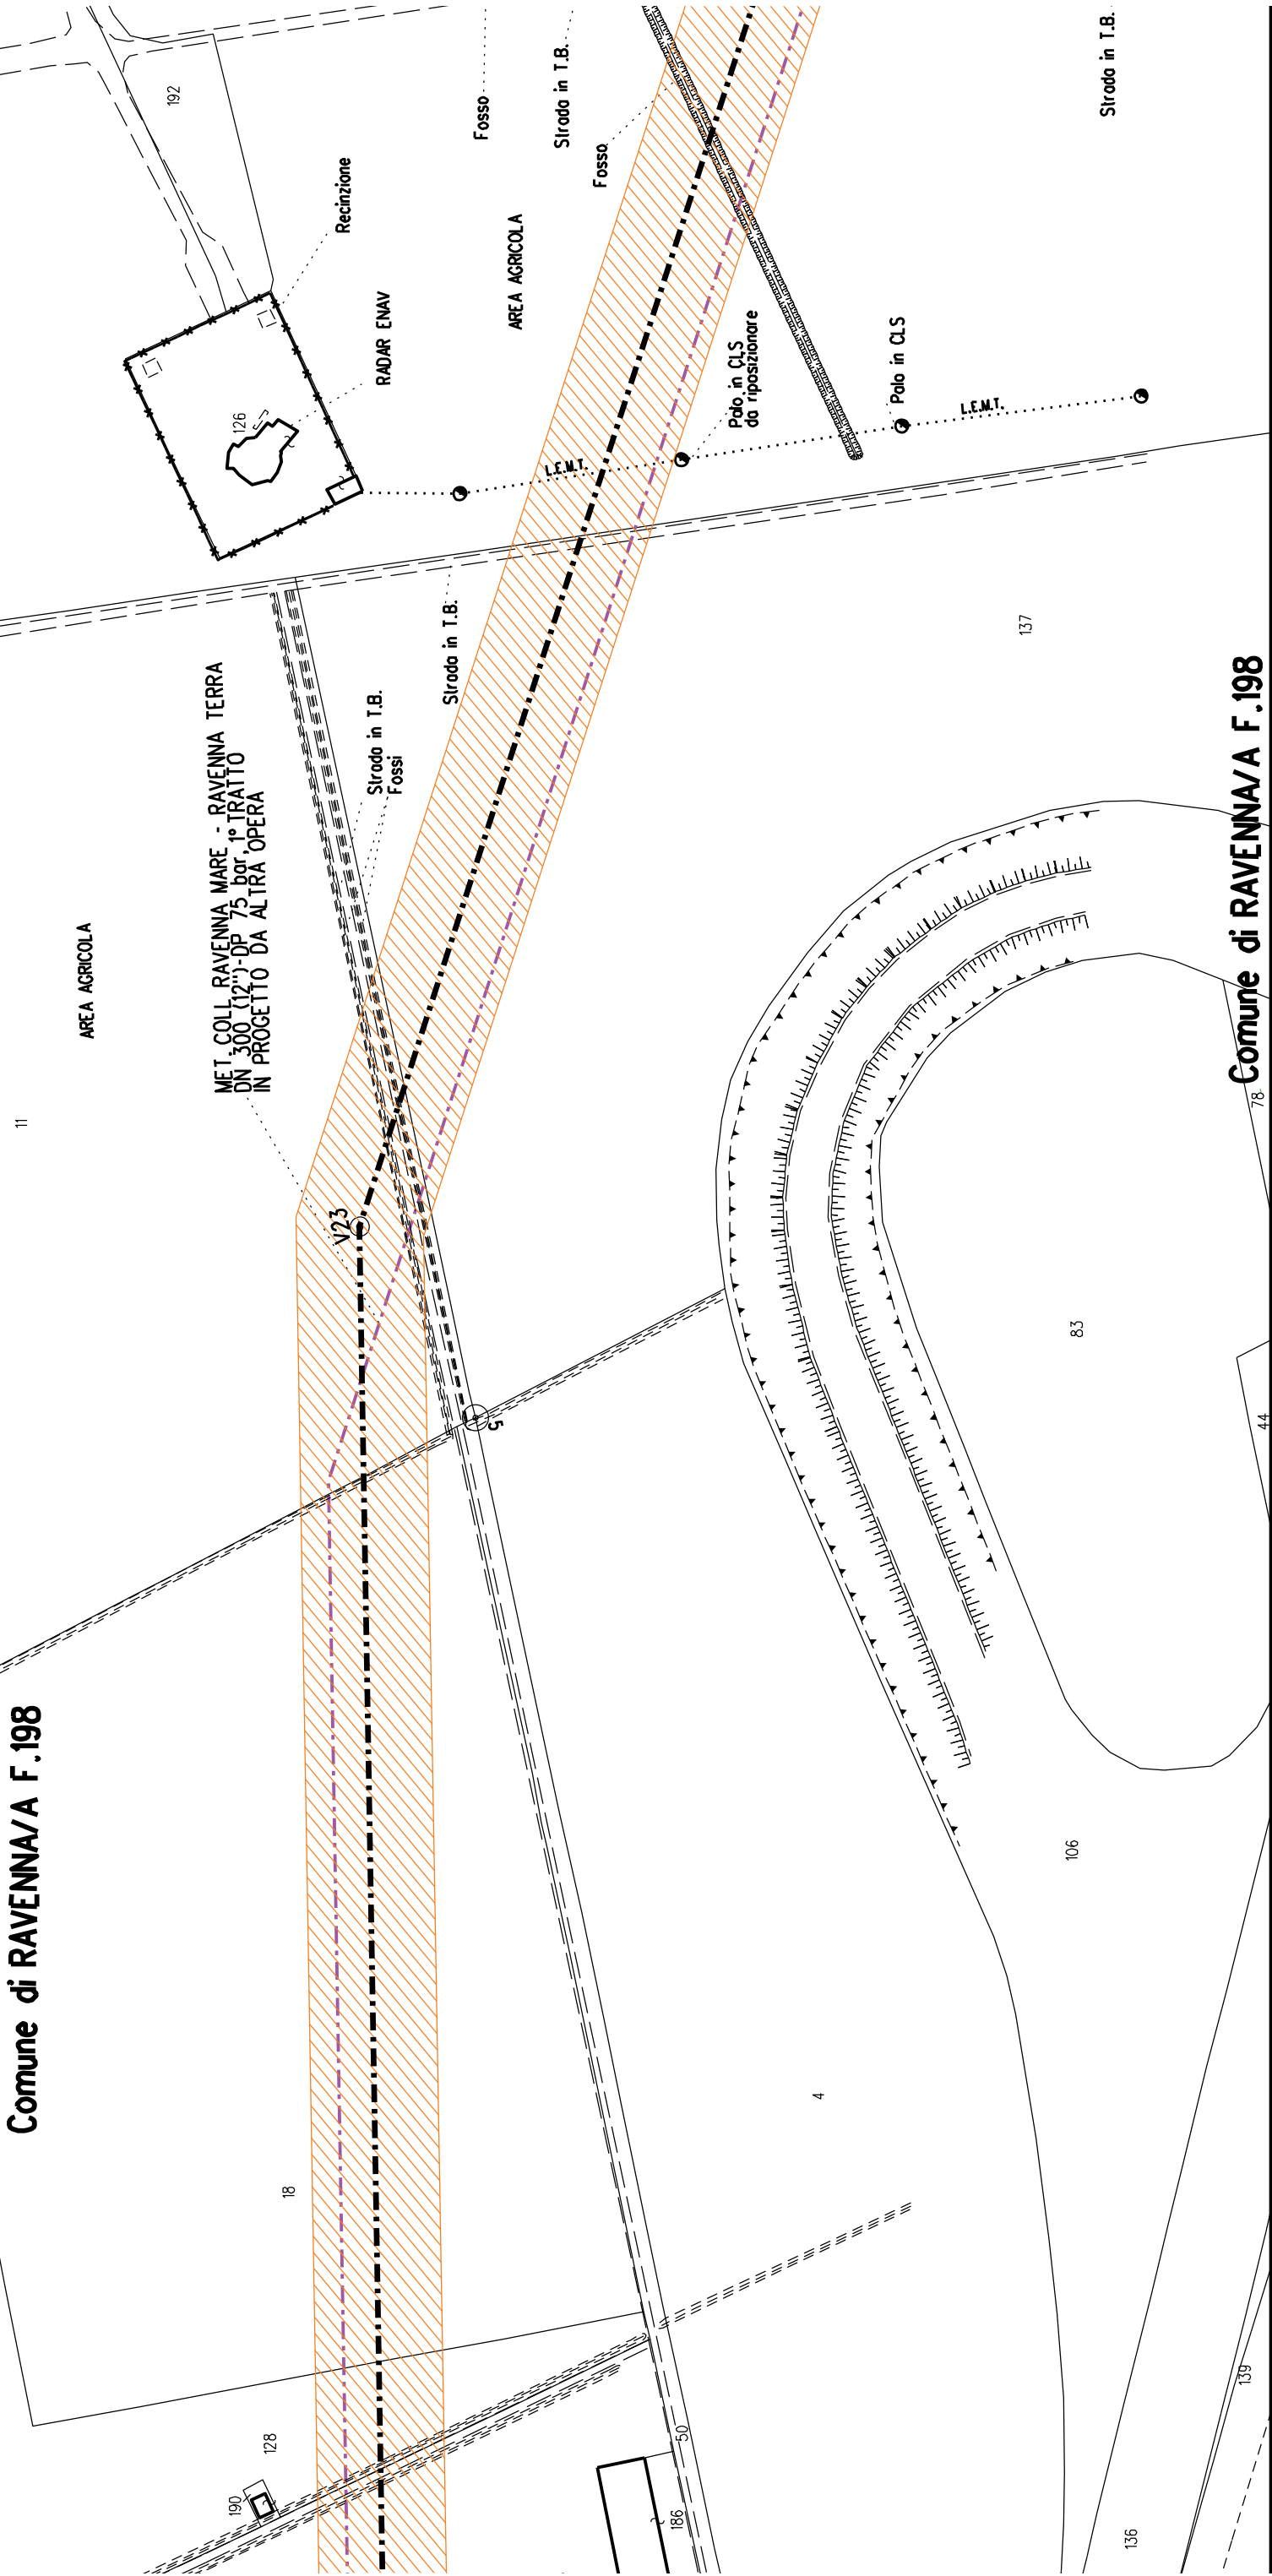 Comune di RAVENNA/A F.198
11
AREA AGRICOLA
18
128
190
MET. COLL. RAVENNA MARE - RAVENNA TERRA
DN 300 (12")-DP 75 bar, 1° TRATTO
IN PROGETTO DA ALTRA OPERA
192
126
Recinzione
RADAR ENAV
V23
Strada in T.B.
Fossi
Strada in T.B.
Fosso
AREA AGRICOLA
Strada in T.B.
Fosso
L.E.M.T.
5
Palo in CLS
da riposizionare
Palo in CLS
L.E.M.T.
186
50
4
137
83
106
Strada in T.B.
136
139
44
78
Comune di RAVENNA/A F.198